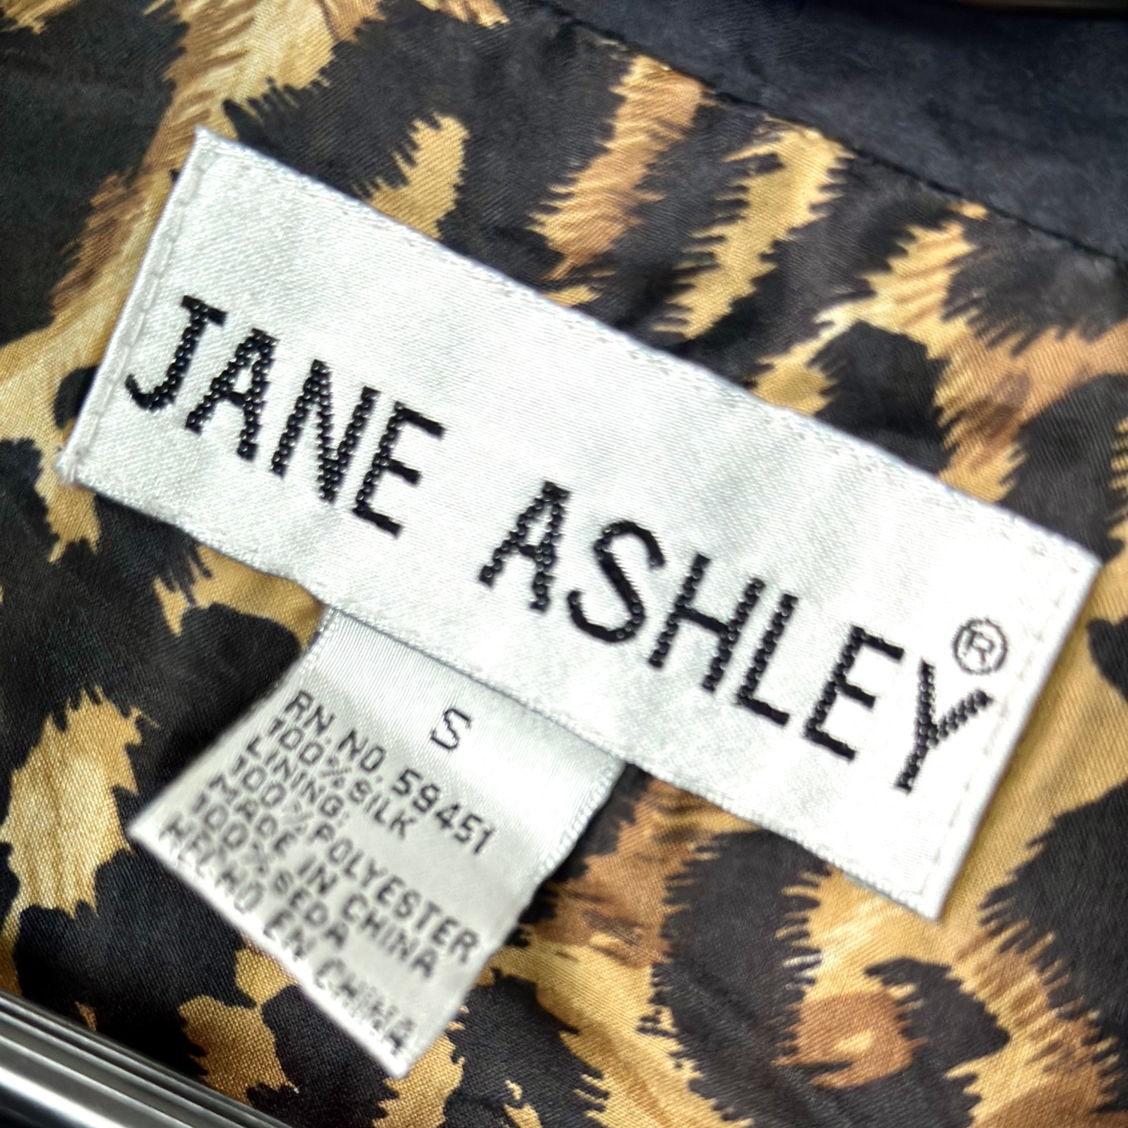 JANE ASHLEY®
S
RN NO. 59451
100% SILK
LINING:
100% POLYESTER
MADE IN CHINA
100% SEDA
HECHO EN CHINA